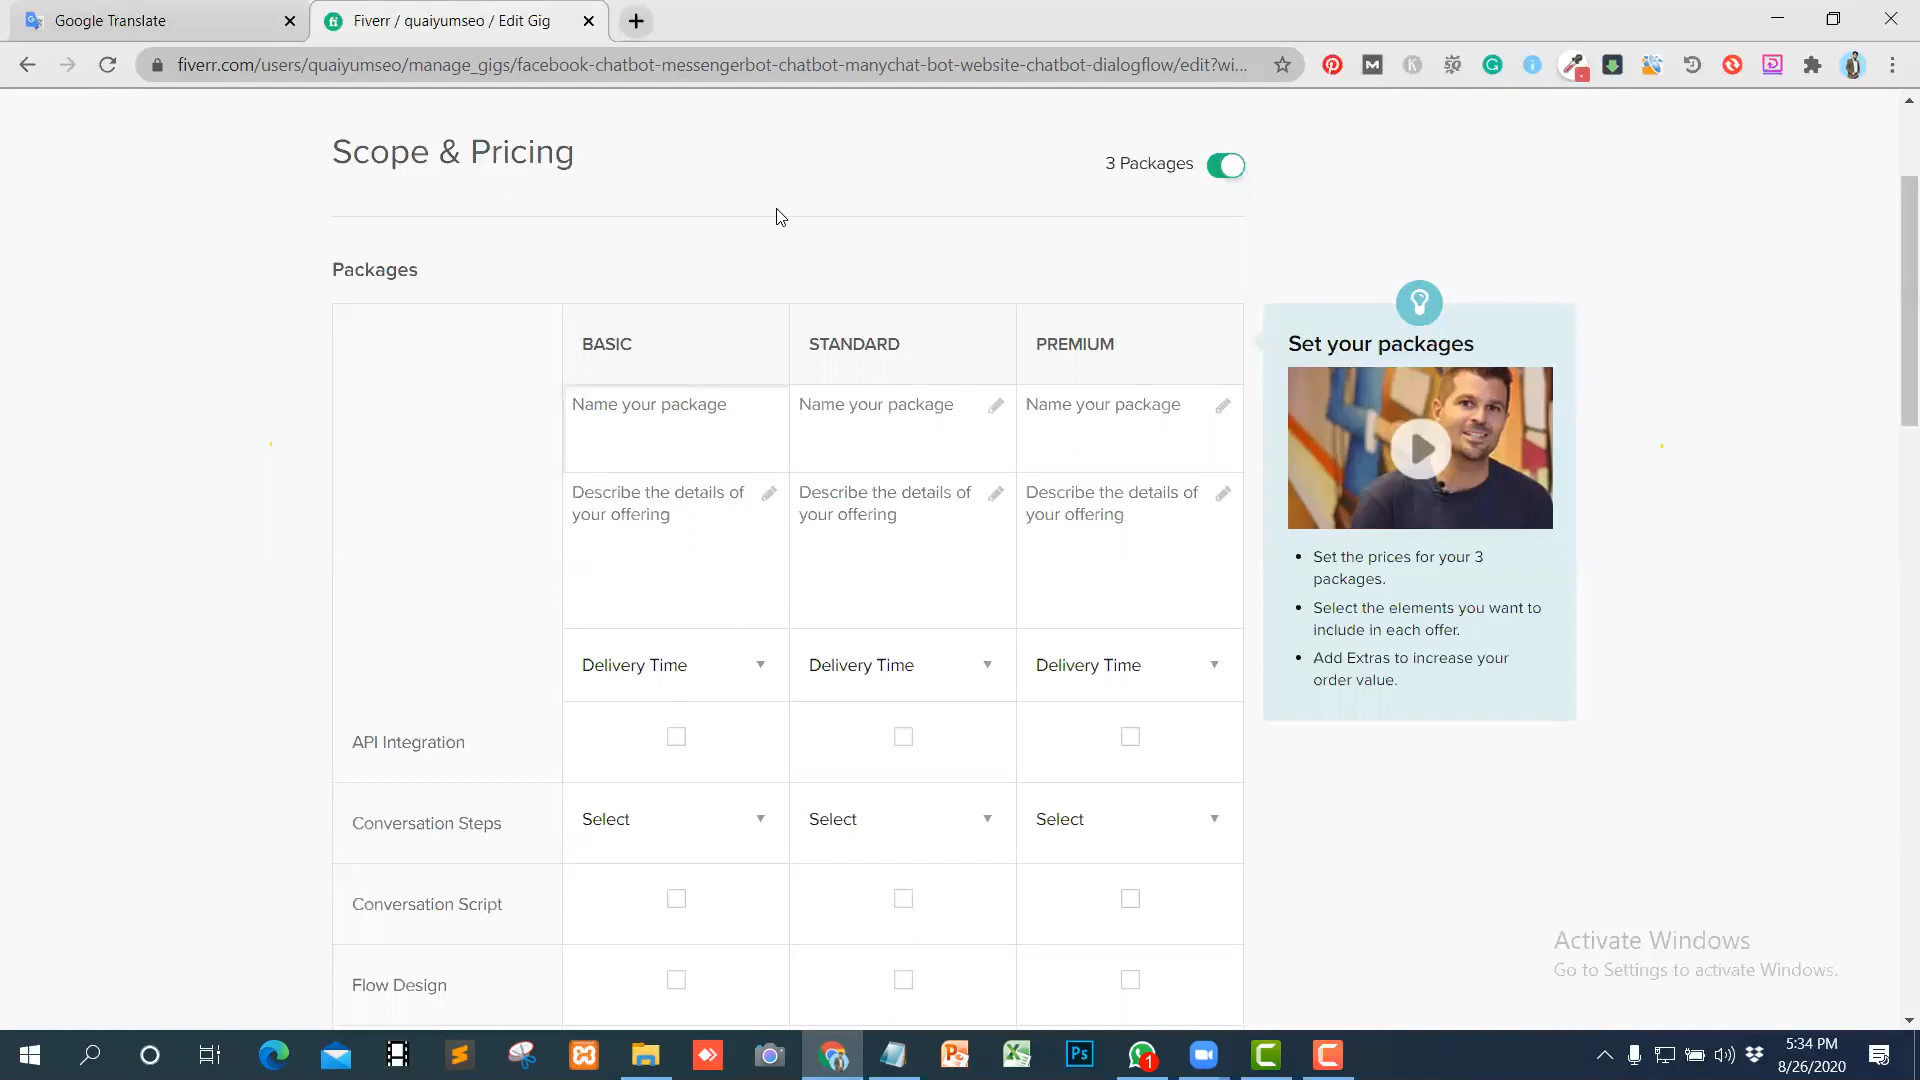 Google Translate
Fiverr / quaiyumseo / Edit Gig
fiverr.com/users/quaiyumseo/manage_gigs/facebook-chatbot-messengerbot-chatbot-manychat-bot-website-chatbot-dialogflow/edit?wi...
Scope & Pricing
3 Packages
Packages
BASIC
STANDARD
PREMIUM
Name your package
Name your package
Name your package
Describe the details of
your offering
Describe the details of
your offering
Describe the details of
your offering
Delivery Time
Delivery Time
Delivery Time
API Integration
Conversation Steps
Select
Select
Select
Conversation Script
Flow Design
Set your packages
• Set the prices for your 3
packages.
• Select the elements you want to
include in each offer.
• Add Extras to increase your
order value.
Activate Windows
Go to Settings to activate Windows.
Ps
1
5:34 PM
8/26/2020